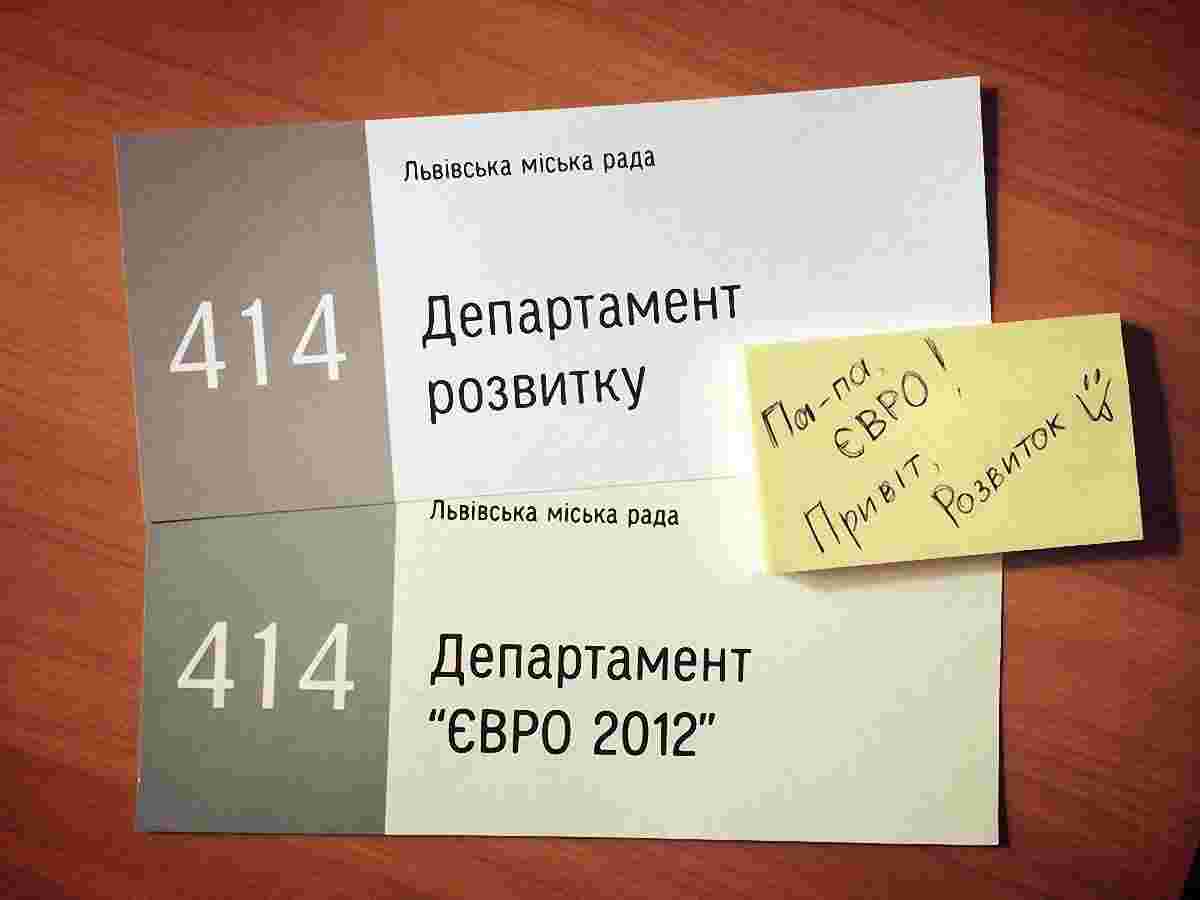 Львівська міська рада
414
Департамент
розвитку
Па-па,
ЄВРО!
Привіт,
Розвиток
Львівська міська рада
414
Департамент
“ЄВРО 2012”